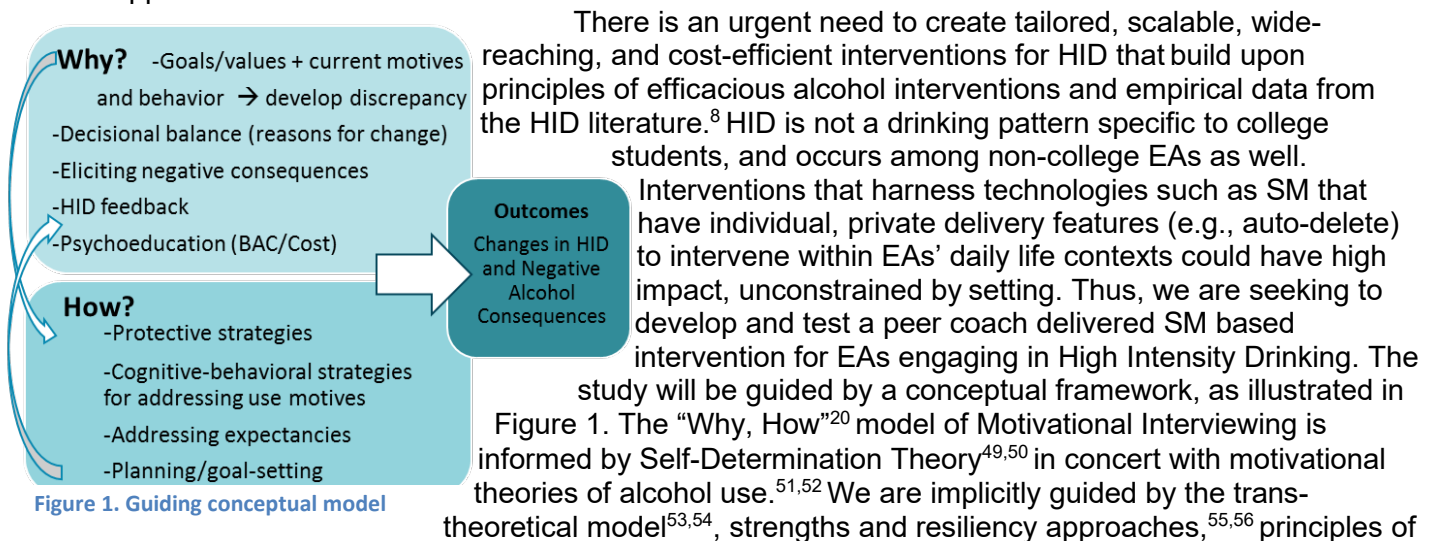 Why? -Goals/values + current motives
and behavior → develop discrepancy
-Decisional balance (reasons for change)
-Eliciting negative consequences
-HID feedback
-Psychoeducation (BAC/Cost)
How?
-Protective strategies
-Cognitive-behavioral strategies
for addressing use motives
-Addressing expectancies
-Planning/goal-setting
Outcomes
Changes in HID
and Negative
Alcohol
Consequences
Figure 1. Guiding conceptual model
There is an urgent need to create tailored, scalable, wide-
reaching, and cost-efficient interventions for HID that build upon
principles of efficacious alcohol interventions and empirical data from
the HID literature.8 HID is not a drinking pattern specific to college
students, and occurs among non-college EAs as well.
Interventions that harness technologies such as SM that
have individual, private delivery features (e.g., auto-delete)
to intervene within EAs’ daily life contexts could have high
impact, unconstrained by setting. Thus, we are seeking to
develop and test a peer coach delivered SM based
intervention for EAs engaging in High Intensity Drinking. The
study will be guided by a conceptual framework, as illustrated in
Figure 1. The “Why, How”20 model of Motivational Interviewing is
informed by Self-Determination Theory49,50 in concert with motivational
theories of alcohol use.51,52 We are implicitly guided by the trans-
theoretical model53,54, strengths and resiliency approaches,55,56 principles of